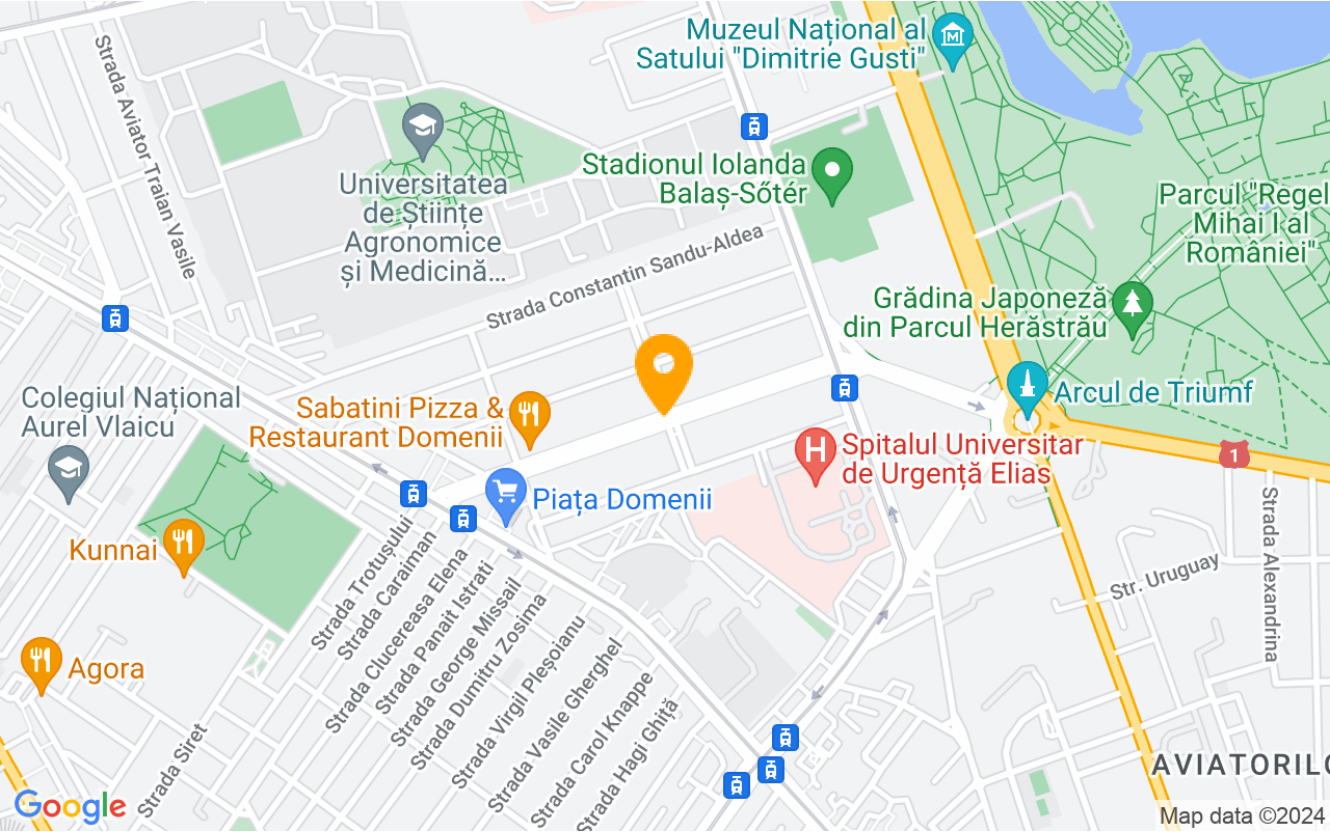 Muzeul Național al
Satului "Dimitrie Gusti"
Strada Aviator Traian Vasile
Stadionul Iolanda
Balaș-Sőtér
Universitatea
de Științe
Agronomice
și Medicină...
Parcul "Regel
Mihai I al
României"
Strada Constantin Sandu-Aldea
Grădina Japoneză
din Parcul Herăstrău
Colegiul Național
Aurel Vlaicu
Sabatini Pizza &
Restaurant Domenii
Arcul de Triumf
H
Spitalul Universitar
de Urgență Elias
1
Piața Domenii
Kunnai
Strada Trotușului
Strada Caraiman
Strada Clucereasa Elena
Strada Panait Istrati
Strada George Missail
Strada Dumitru Zosima
Strada Virgil Pleșoianu
Strada Vasile Gherghel
Strada Carol Knappe
Strada Hagi Ghiță
Str. Uruguay
Strada Alexandrina
Agora
Strada Siret
AVIATORILO
Google
Map data ©2024